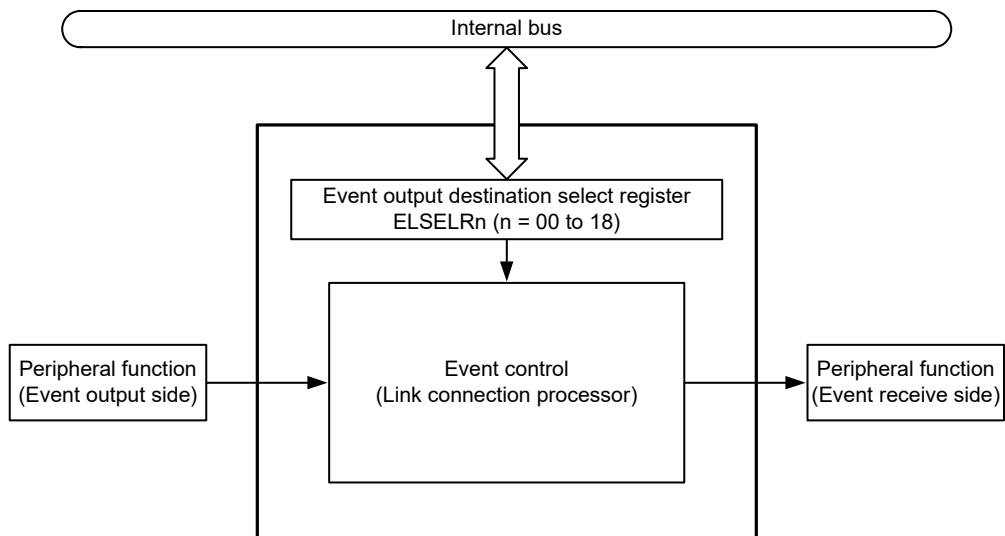 Internal bus
Event output destination select register
ELSELRn (n = 00 to 18)
Peripheral function
(Event output side)
Event control
(Link connection processor)
Peripheral function
(Event receive side)